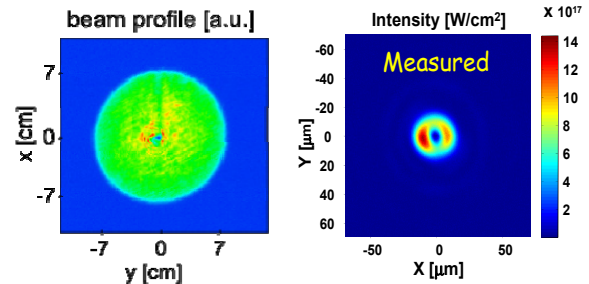 beam profile [a.u.]
x [cm]
7
0
-7
-7
0
7
y [cm]
Intensity [W/cm²]
x 10¹⁷
Measured
Y [μm]
-60
-40
-20
0
20
40
60
-50
0
50
X [μm]
14
12
10
8
6
4
2